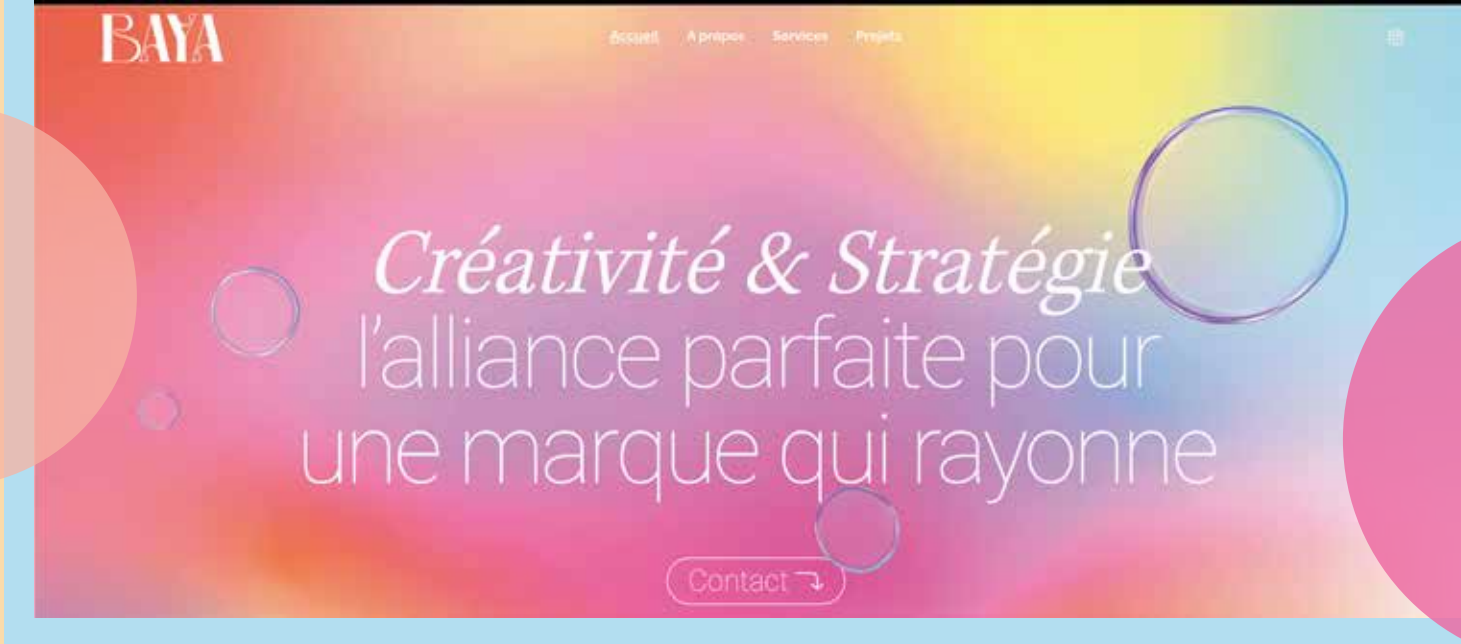 BAYA
Accueil A propos Services Projets
Créativité & Stratégie
l'alliance parfaite pour
une marque qui rayonne
Contact